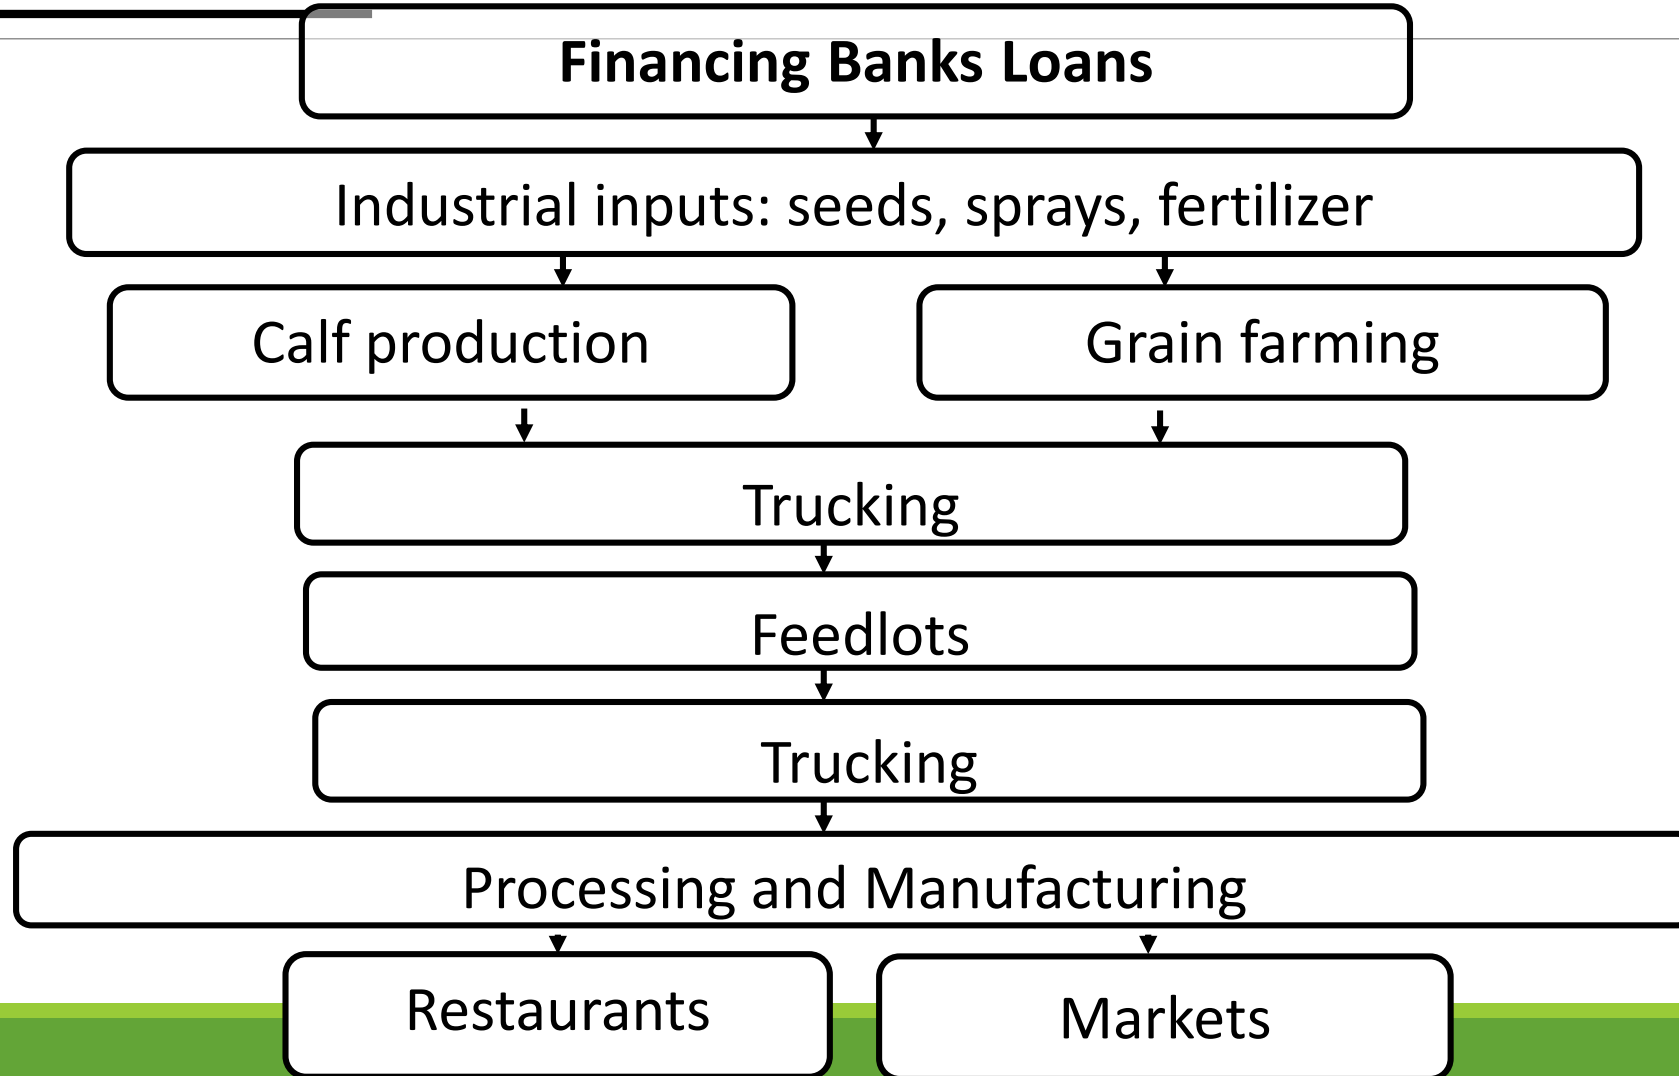 Financing Banks Loans
Industrial inputs: seeds, sprays, fertilizer
Calf production
Grain farming
Trucking
Feedlots
Trucking
Processing and Manufacturing
Restaurants
Markets